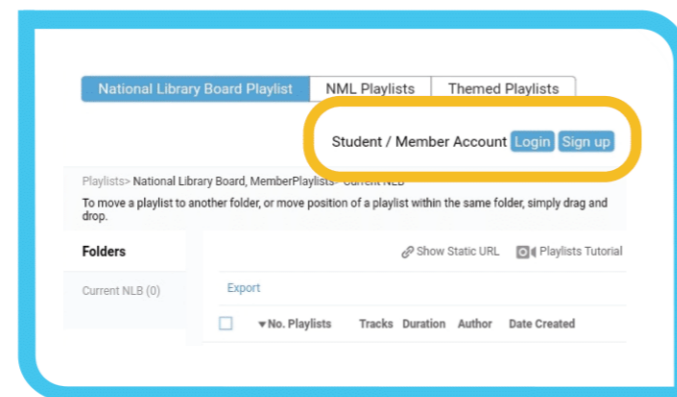 National Library Board Playlist NML Playlists Themed Playlists
Student / Member Account Login Sign up
Playlists> National Library Board, MemberPlaylists> Current NLB
To move a playlist to another folder, or move position of a playlist within the same folder, simply drag and
drop.
Folders Show Static URL Playlists Tutorial
Current NLB (0) Export
No. Playlists Tracks Duration Author Date Created